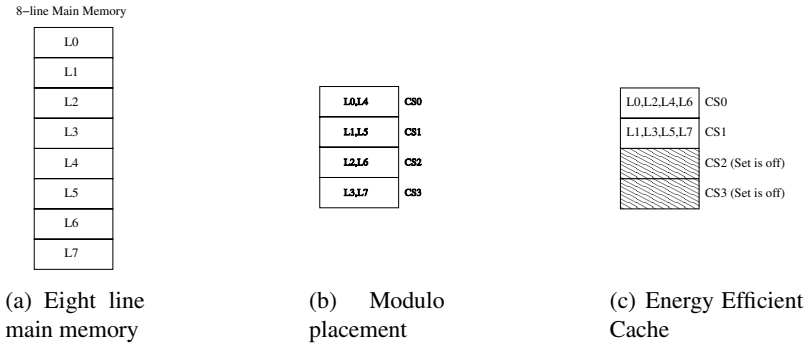 8−line Main Memory
L0
L1
L2
L3
L4
L5
L6
L7
(a) Eight line
main memory
L0,L4 CS0
L1,L5 CS1
L2,L6 CS2
L3,L7 CS3
(b) Modulo
placement
L0,L2,L4,L6 CS0
L1,L3,L5,L7 CS1
CS2 (Set is off)
CS3 (Set is off)
(c) Energy Efficient
Cache